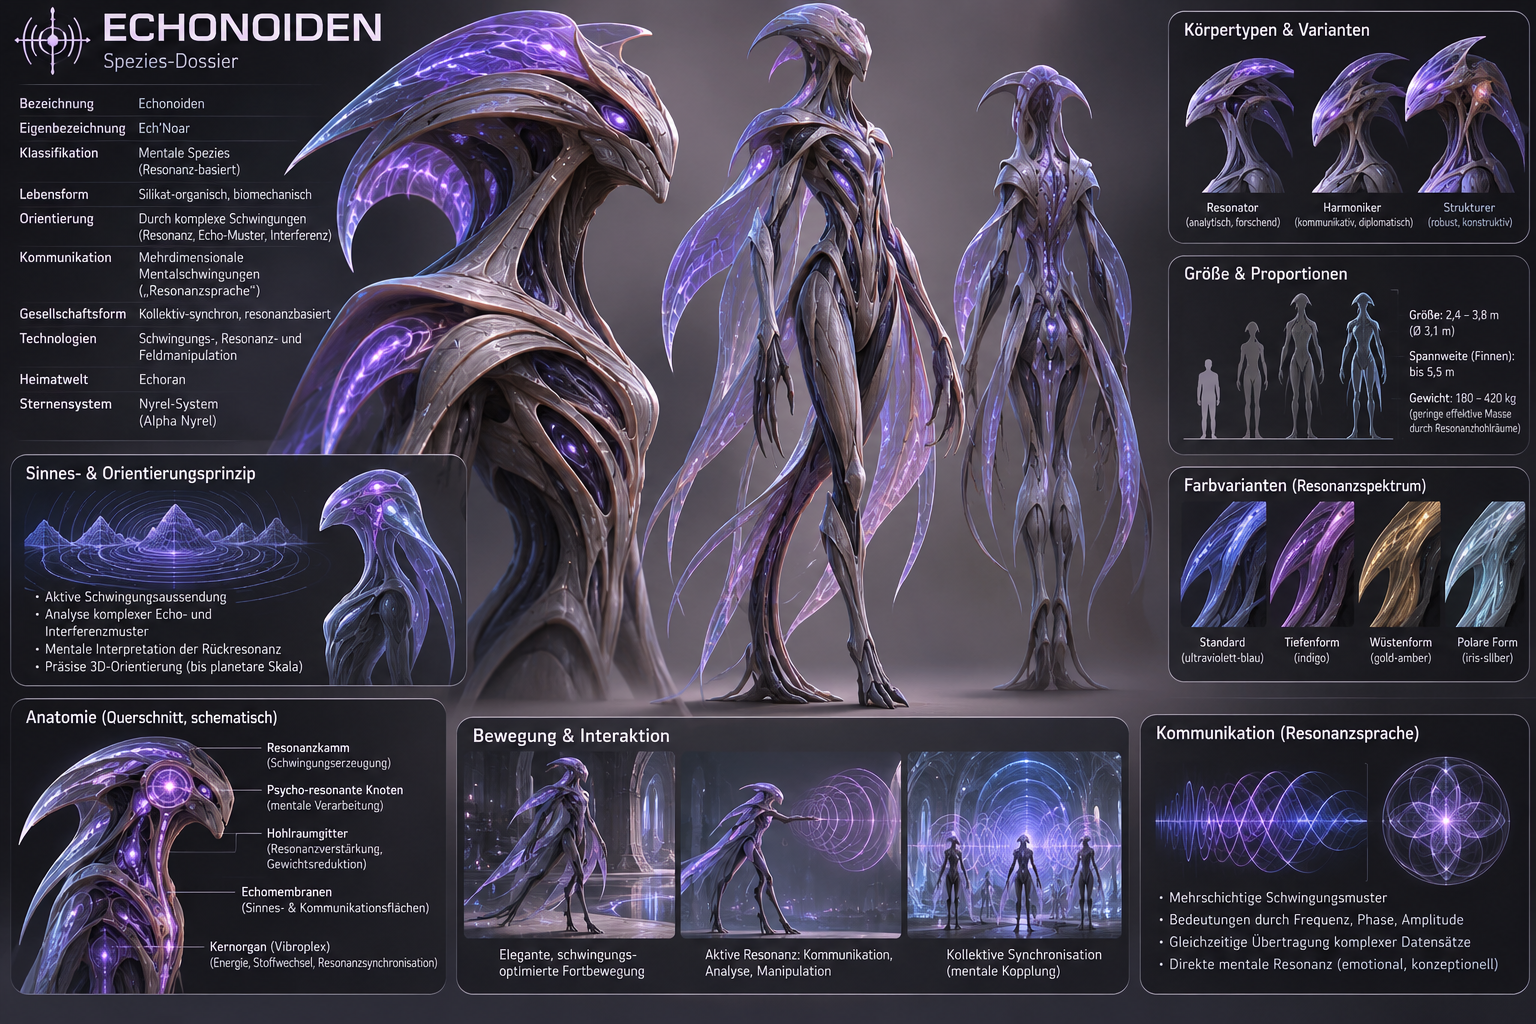 ECHONOIDEN
Spezies-Dossier
Bezeichnung Echonoiden
Eigenbezeichnung Ech'Noar
Klassifikation Mentale Spezies
(Resonanz-basiert)
Lebensform Silikat-organisch, biomechanisch
Orientierung Durch komplexe Schwingungen
(Resonanz, Echo-Muster, Interferenz)
Kommunikation Mehrdimensionale
Mentalschwingungen
(„Resonanzsprache“)
Gesellschaftsform Kollektiv-synchron, resonanzbasiert
Technologien Schwingungs-, Resonanz- und
Feldmanipulation
Heimatwelt Echoran
Sternensystem Nyrel-System
(Alpha Nyrel)
Sinnes- & Orientierungsprinzip
• Aktive Schwingungsaussendung
• Analyse komplexer Echo- und
Interferenzmuster
• Mentale Interpretation der Rückresonanz
• Präsise 3D-Orientierung (bis planetare Skala)
Anatomie (Querschnitt, schematisch)
Resonanzkamm
(Schwingungserzeugung)
Psycho-resonante Knoten
(mentale Verarbeitung)
Hohlraumgitter
(Resonanzverstärkung,
Gewichtsreduktion)
Echomembranen
(Sinnes- & Kommunikationsflächen)
Kernorgan (Vibroplex)
(Energie, Stoffwechsel, Resonanzsynchronisation)
Bewegung & Interaktion
Elegante, schwingungs-
optimierte Fortbewegung
Aktive Resonanz: Kommunikation,
Analyse, Manipulation
Kollektive Synchronisation
(mentale Kopplung)
Körpertypen & Varianten
Resonator
(analytisch, forschend)
Harmoniker
(kommunikativ, diplomatisch)
Strukturer
(robust, konstruktiv)
Größe & Proportionen
Größe: 2,4 – 3,8 m
(Ø 3,1 m)
Spannweite (Finnen):
bis 5,5 m
Gewicht: 180 – 420 kg
(geringe effektive Masse
durch Resonanzhohlräume)
Farbvarianten (Resonanzspektrum)
Standard
(ultraviolett-blau)
Tiefenform
(indigo)
Wüstenform
(gold-amber)
Polare Form
(iris-silber)
Kommunikation (Resonanzsprache)
• Mehrschichtige Schwingungsmuster
• Bedeutungen durch Frequenz, Phase, Amplitude
• Gleichzeitige Übertragung komplexer Datensätze
• Direkte mentale Resonanz (emotional, konzeptionell)